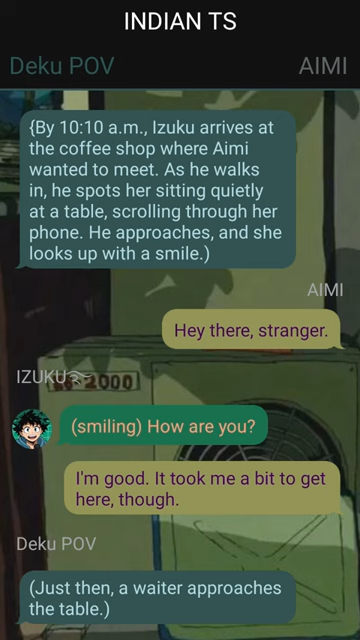 INDIAN TS
Deku POV
AIMI
{By 10:10 a.m., Izuku arrives at
the coffee shop where Aimi
wanted to meet. As he walks
in, he spots her sitting quietly
at a table, scrolling through her
phone. He approaches, and she
looks up with a smile.)
AIMI
Hey there, stranger.
IZUKU
2000
(smiling) How are you?
I'm good. It took me a bit to get
here, though.
Deku POV
(Just then, a waiter approaches
the table.)